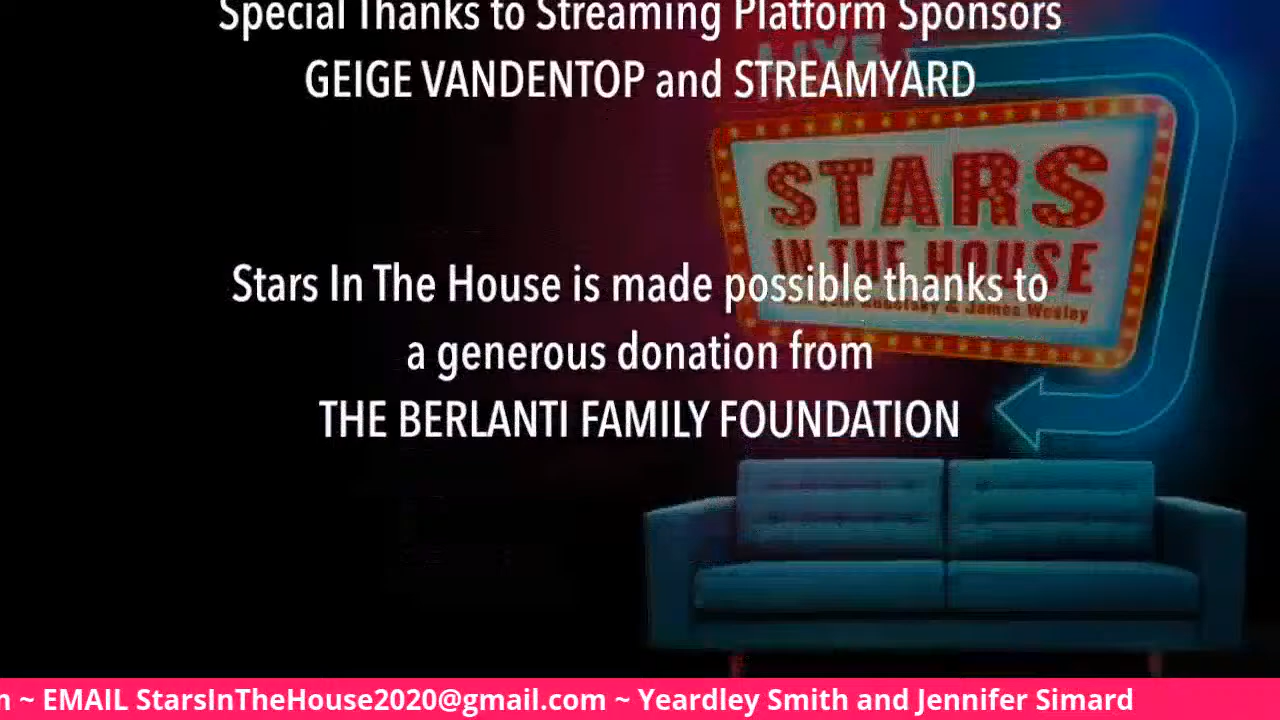 Special Thanks to Streaming Platform Sponsors
GEIGE VANDENTOP and STREAMYARD
LIVE
STARS
IN THE HOUSE
Stars In The House is made possible thanks to
a generous donation from
THE BERLANTI FAMILY FOUNDATION
~ EMAIL StarsInTheHouse2020@gmail.com ~ Yeardley Smith and Jennifer Simard